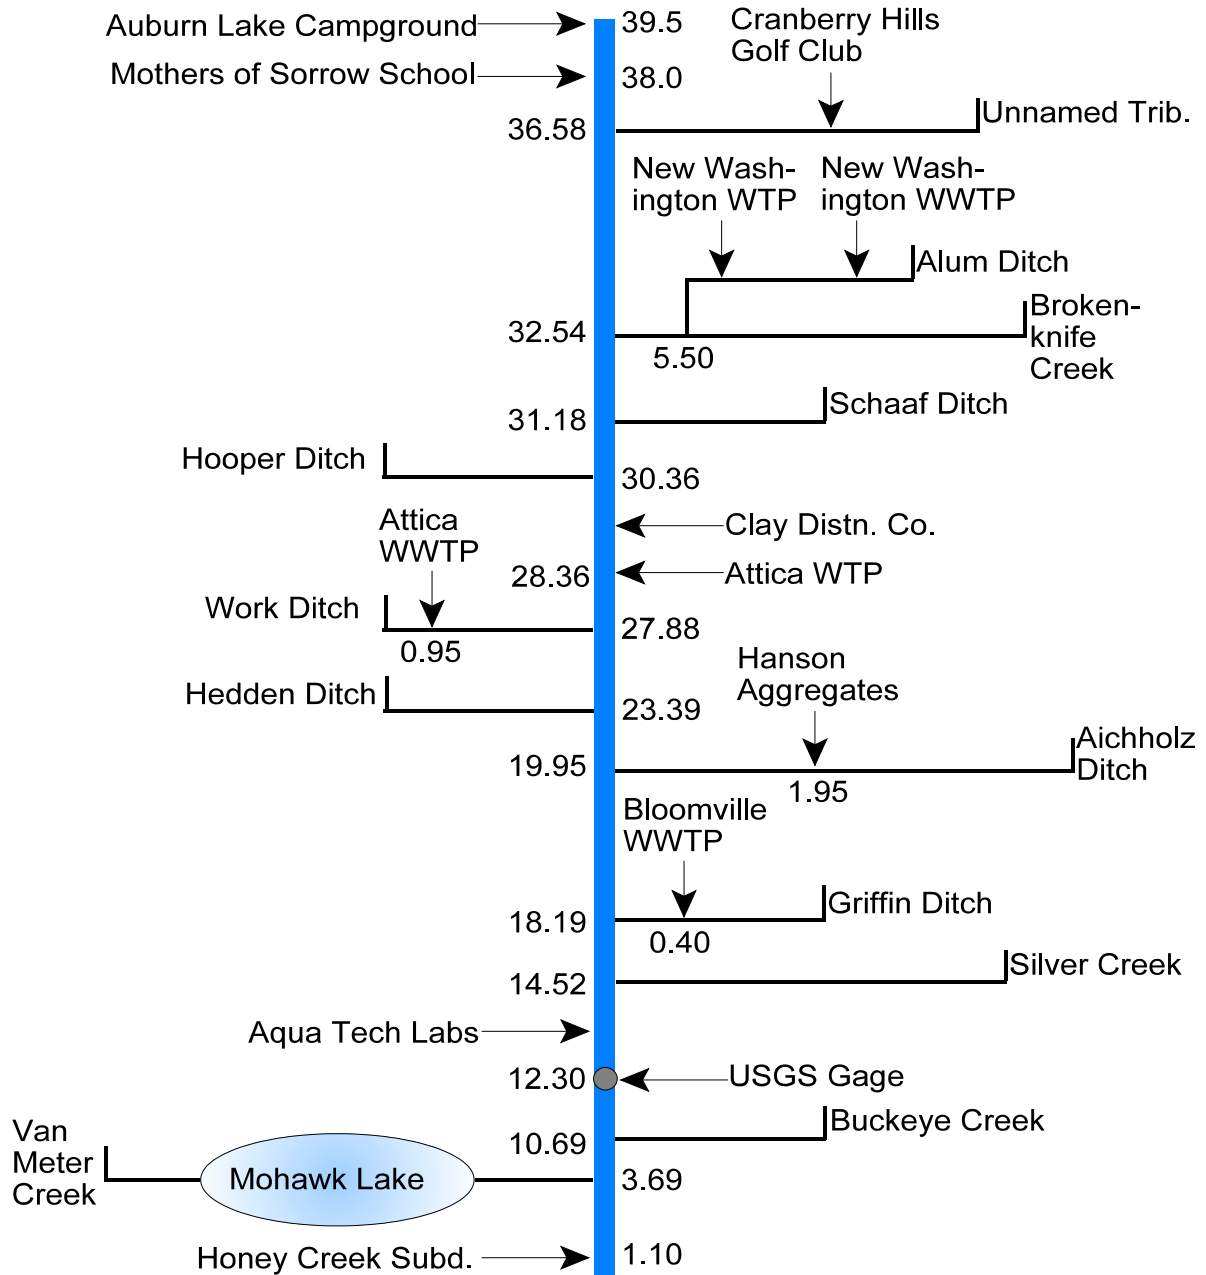 Auburn Lake Campground
39.5
Cranberry Hills
Golf Club
Mothers of Sorrow School
38.0
36.58
Unnamed Trib.
New Wash-
ington WTP
New Wash-
ington WWTP
Alum Ditch
32.54
5.50
Broken-
knife
Creek
31.18
Schaaf Ditch
Hooper Ditch
30.36
Clay Distn. Co.
Attica
WWTP
28.36
Attica WTP
Work Ditch
0.95
27.88
Hanson
Aggregates
Hedden Ditch
23.39
19.95
1.95
Aichholz
Ditch
Bloomville
WWTP
18.19
0.40
Griffin Ditch
14.52
Silver Creek
Aqua Tech Labs
12.30
USGS Gage
10.69
Buckeye Creek
Van
Meter
Creek
Mohawk Lake
3.69
Honey Creek Subd.
1.10